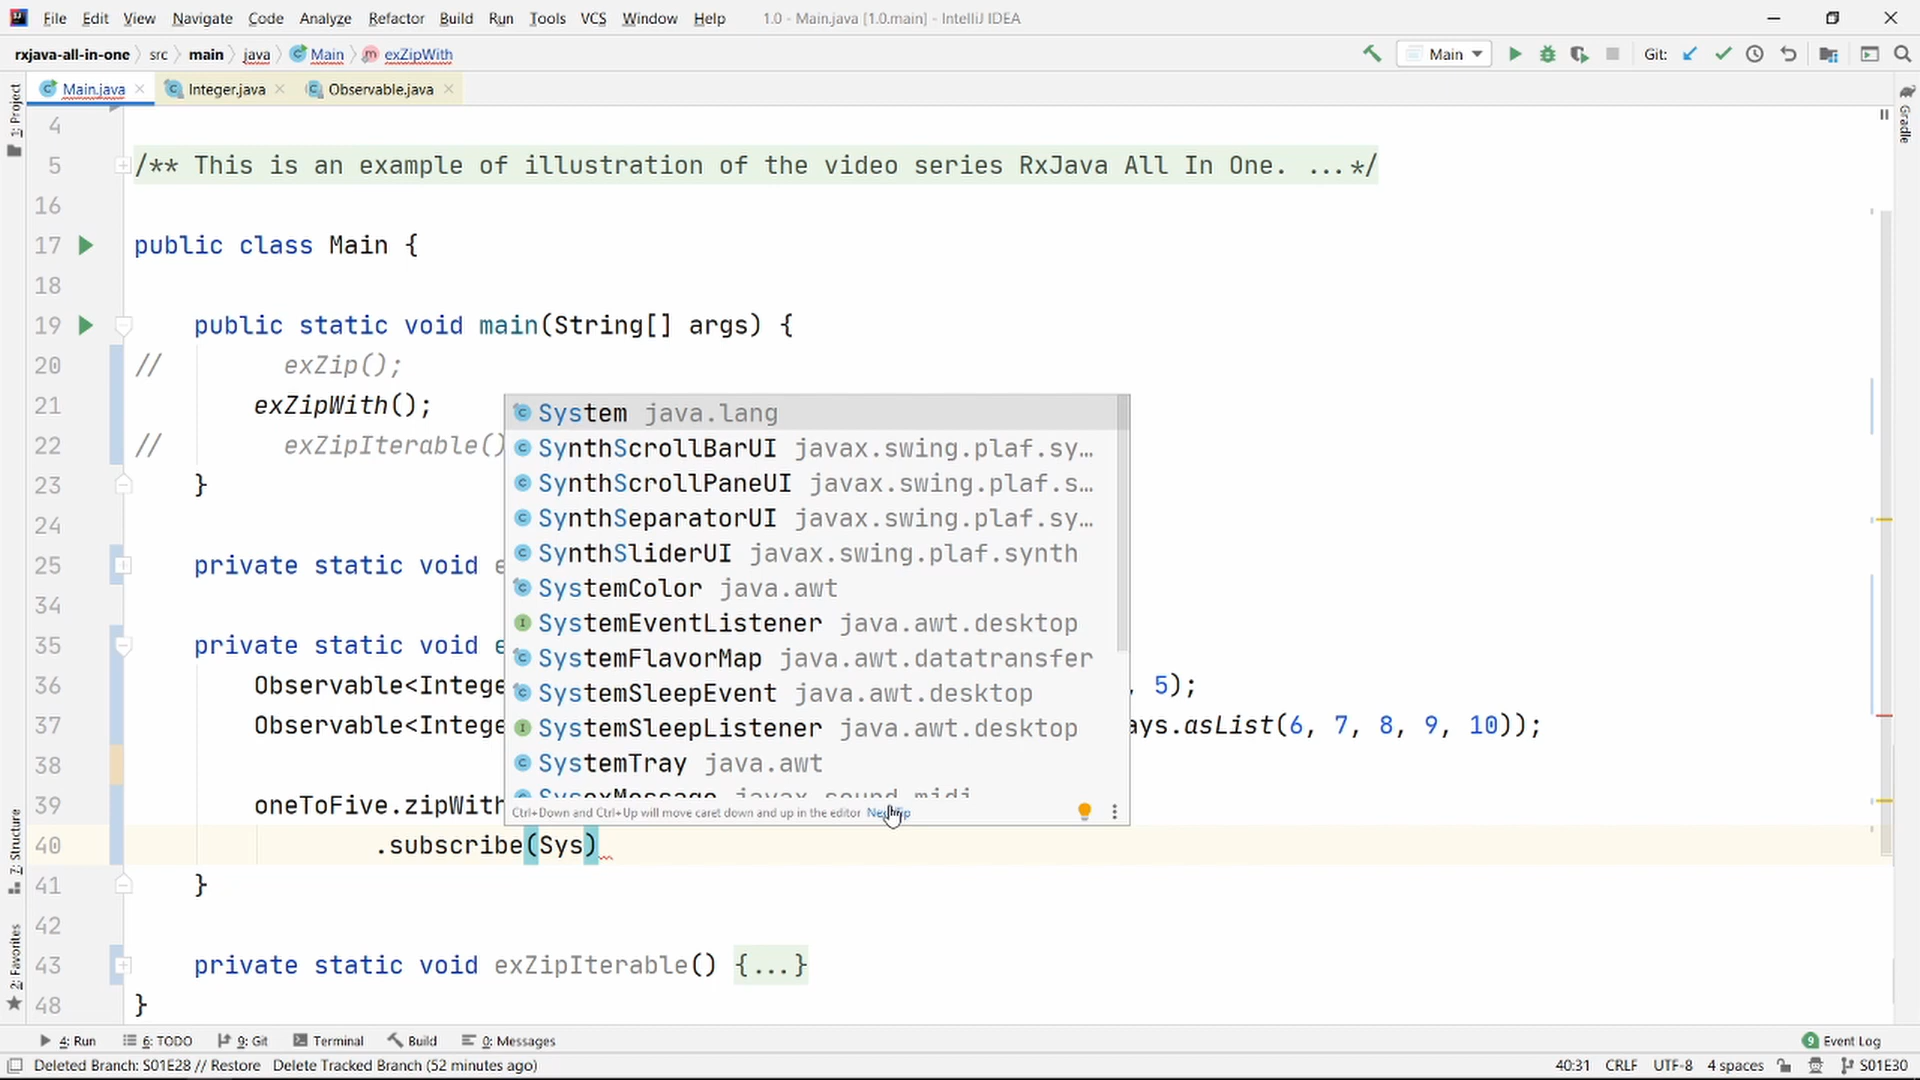 File Edit View Navigate Code Analyze Refactor Build Run Tools VCS Window Help 1.0 - Main.java [1.0.main] - IntelliJ IDEA
rxjava-all-in-one src main java Main exZipWith Main Git:
Main.java Integer.java Observable.java
1: Project
Gradle
4
5 /** This is an example of illustration of the video series RxJava All In One. ...*/
16
17 public class Main {
18
19 public static void main(String[] args) {
20 // exZip();
21 exZipWith();
22 // exZipIterable()
23 }
24
25 private static void e
34
35 private static void e
36 Observable<Intege , 5);
37 Observable<Intege ays.asList(6, 7, 8, 9, 10));
38
39 oneToFive.zipWith
40 .subscribe(Sys)
41 }
42
43 private static void exZipIterable() {...}
48 }
System java.lang
SynthScrollBarUI javax.swing.plaf.sy…
SynthScrollPaneUI javax.swing.plaf.s…
SynthSeparatorUI javax.swing.plaf.sy…
SynthSliderUI javax.swing.plaf.synth
SystemColor java.awt
SystemEventListener java.awt.desktop
SystemFlavorMap java.awt.datatransfer
SystemSleepEvent java.awt.desktop
SystemSleepListener java.awt.desktop
SystemTray java.awt
SysexMessage javax.sound.midi
Ctrl+Down and Ctrl+Up will move caret down and up in the editor
7: Structure
2: Favorites
4: Run 6: TODO 9: Git Terminal Build 0: Messages 9 Event Log
Deleted Branch: S01E28 // Restore Delete Tracked Branch (52 minutes ago) 40:31 CRLF UTF-8 4 spaces S01E30